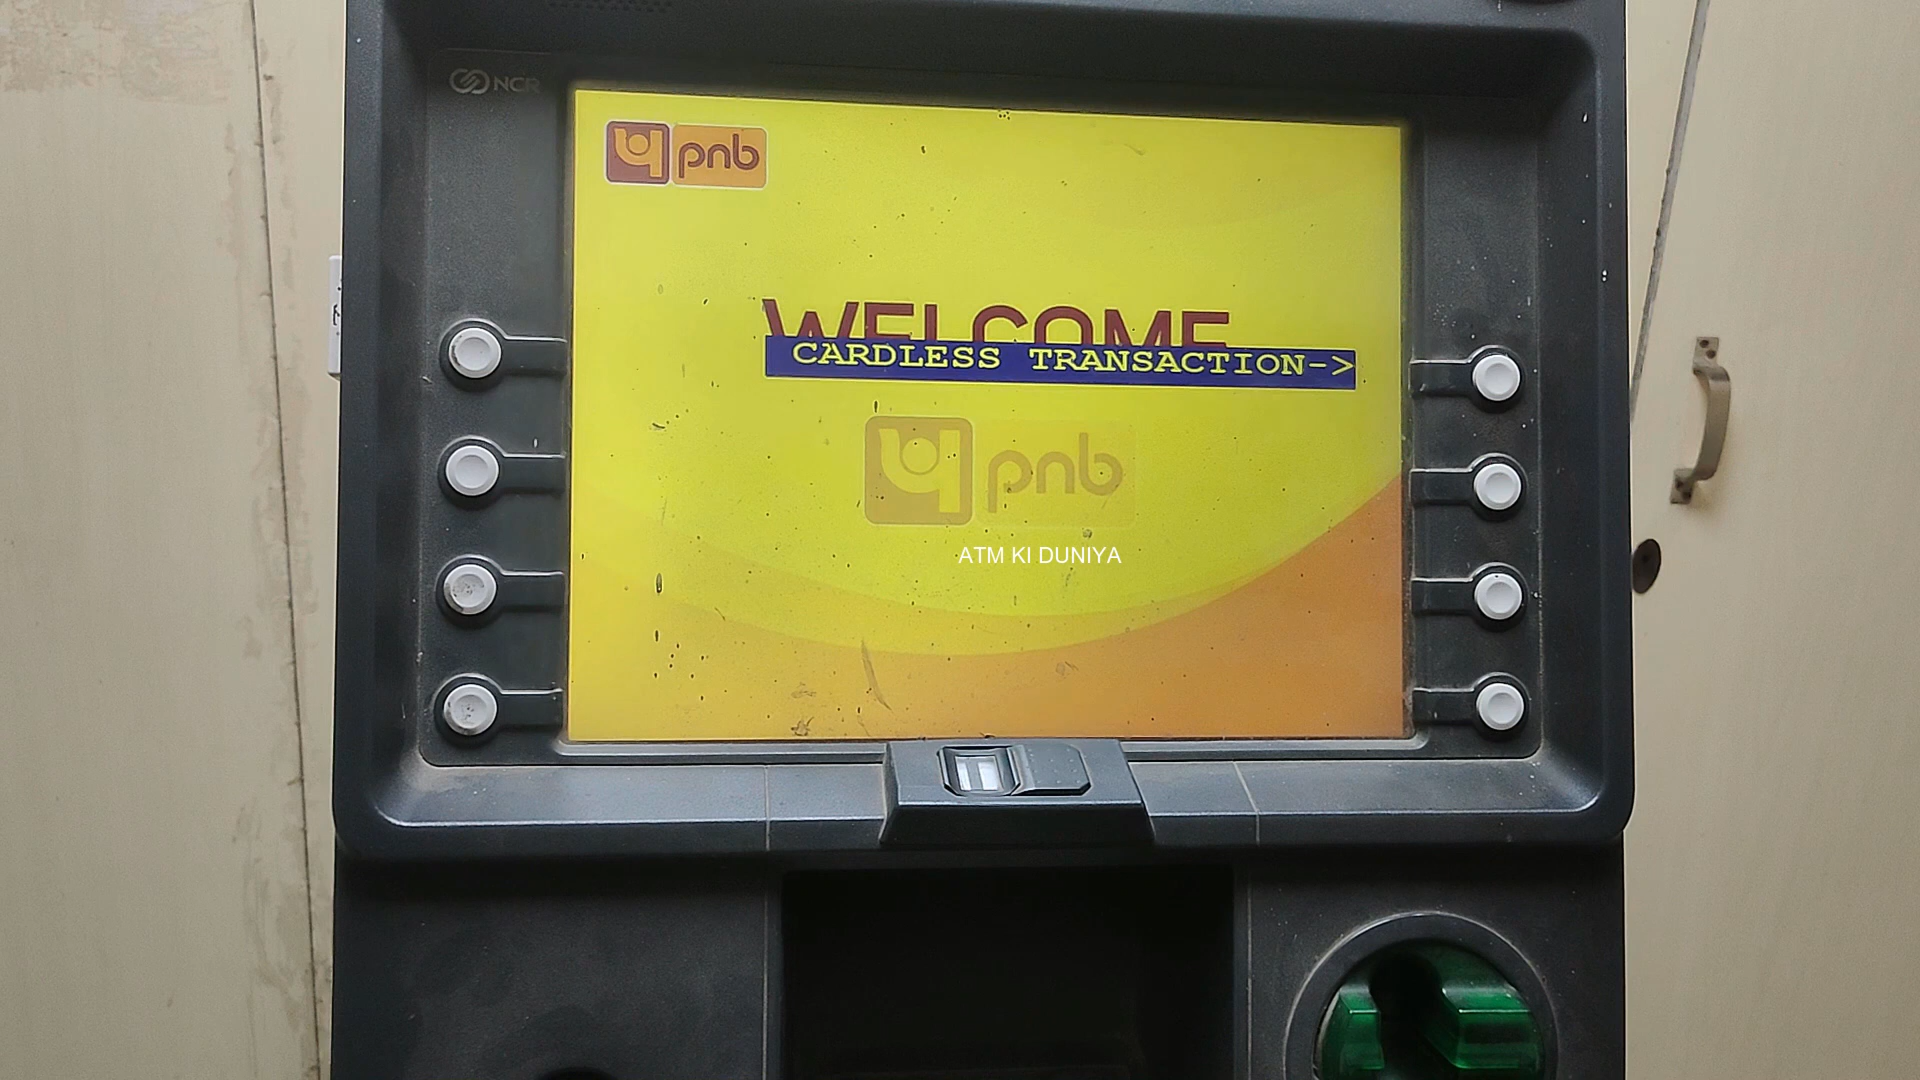 NCR
pnb
WELCOME
CARDLESS TRANSACTION->
pnb
ATM KI DUNIYA